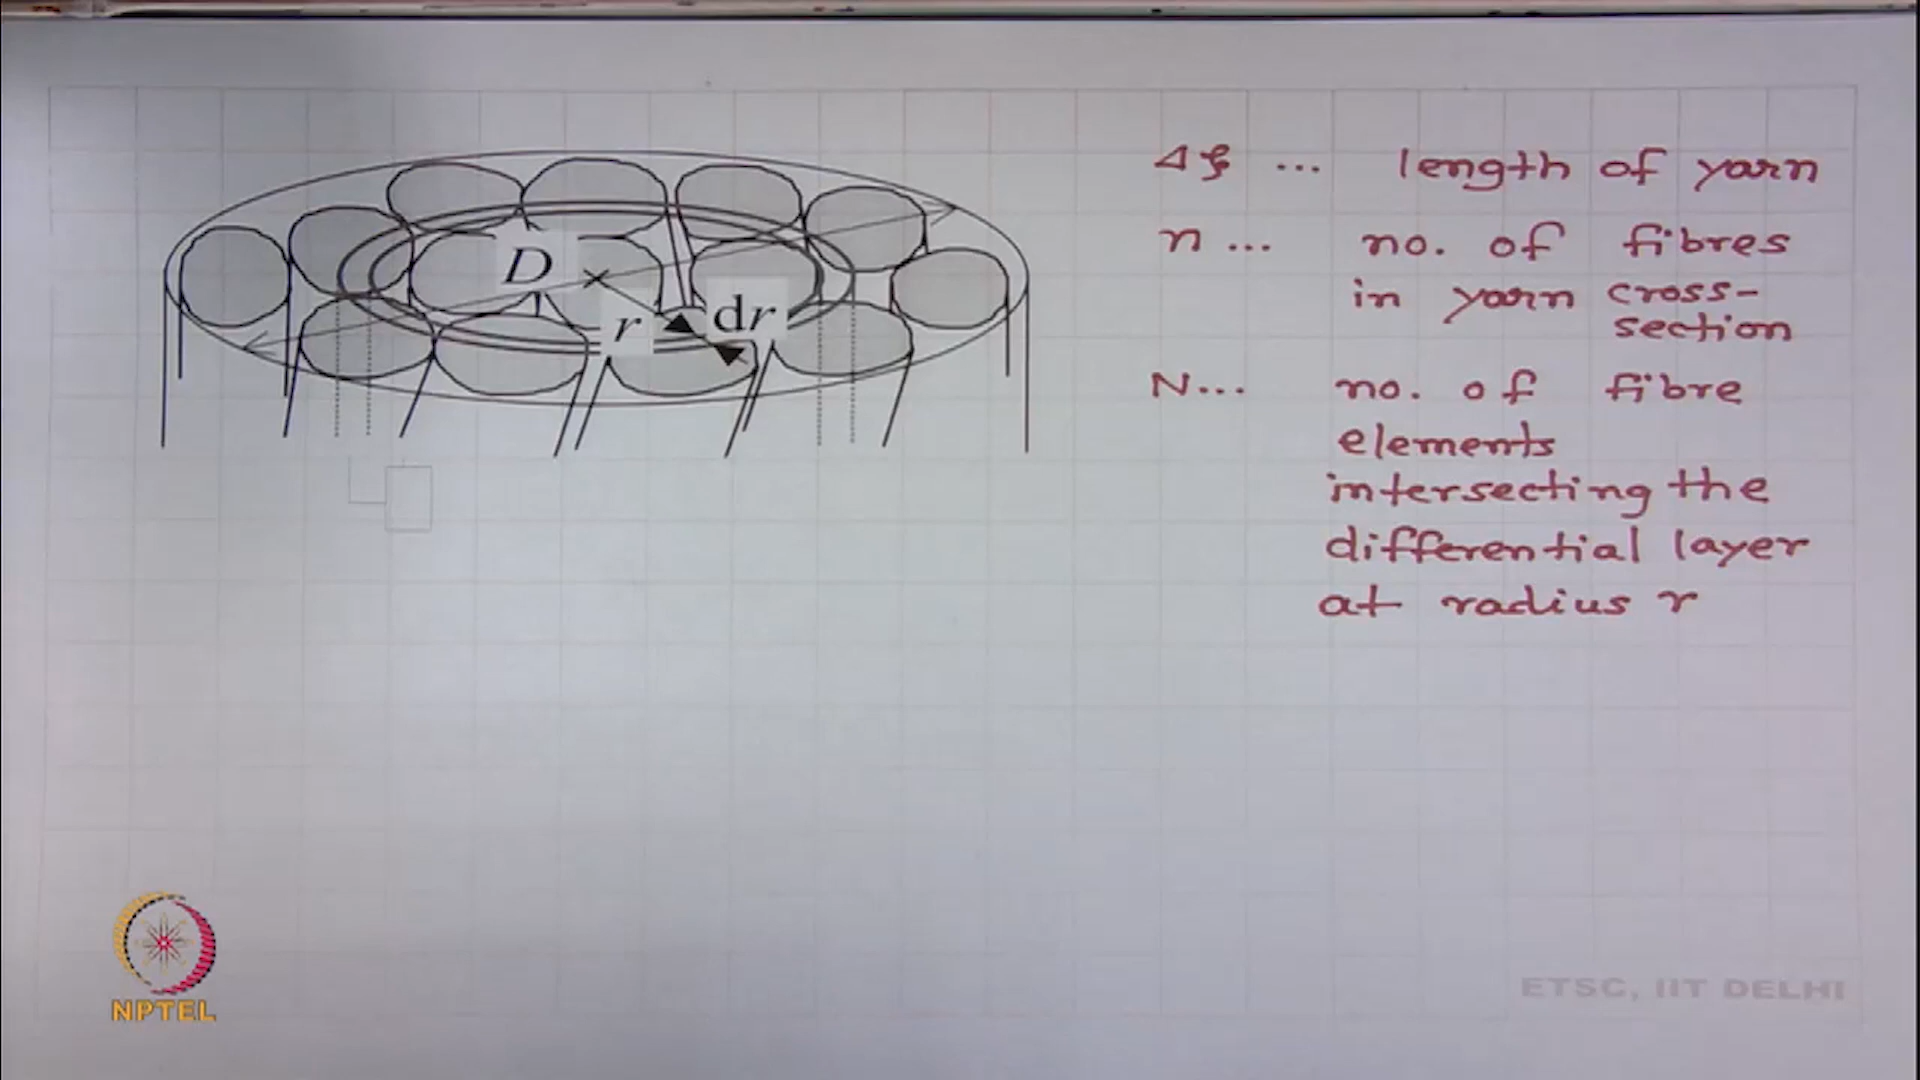 D
r
dr
Δξ ... length of yarn
n ... no. of fibres
in yarn cross-
section
N... no. of fibre
elements
intersecting the
differential layer
at radius r
NPTEL
ETSC, IIT DELHI